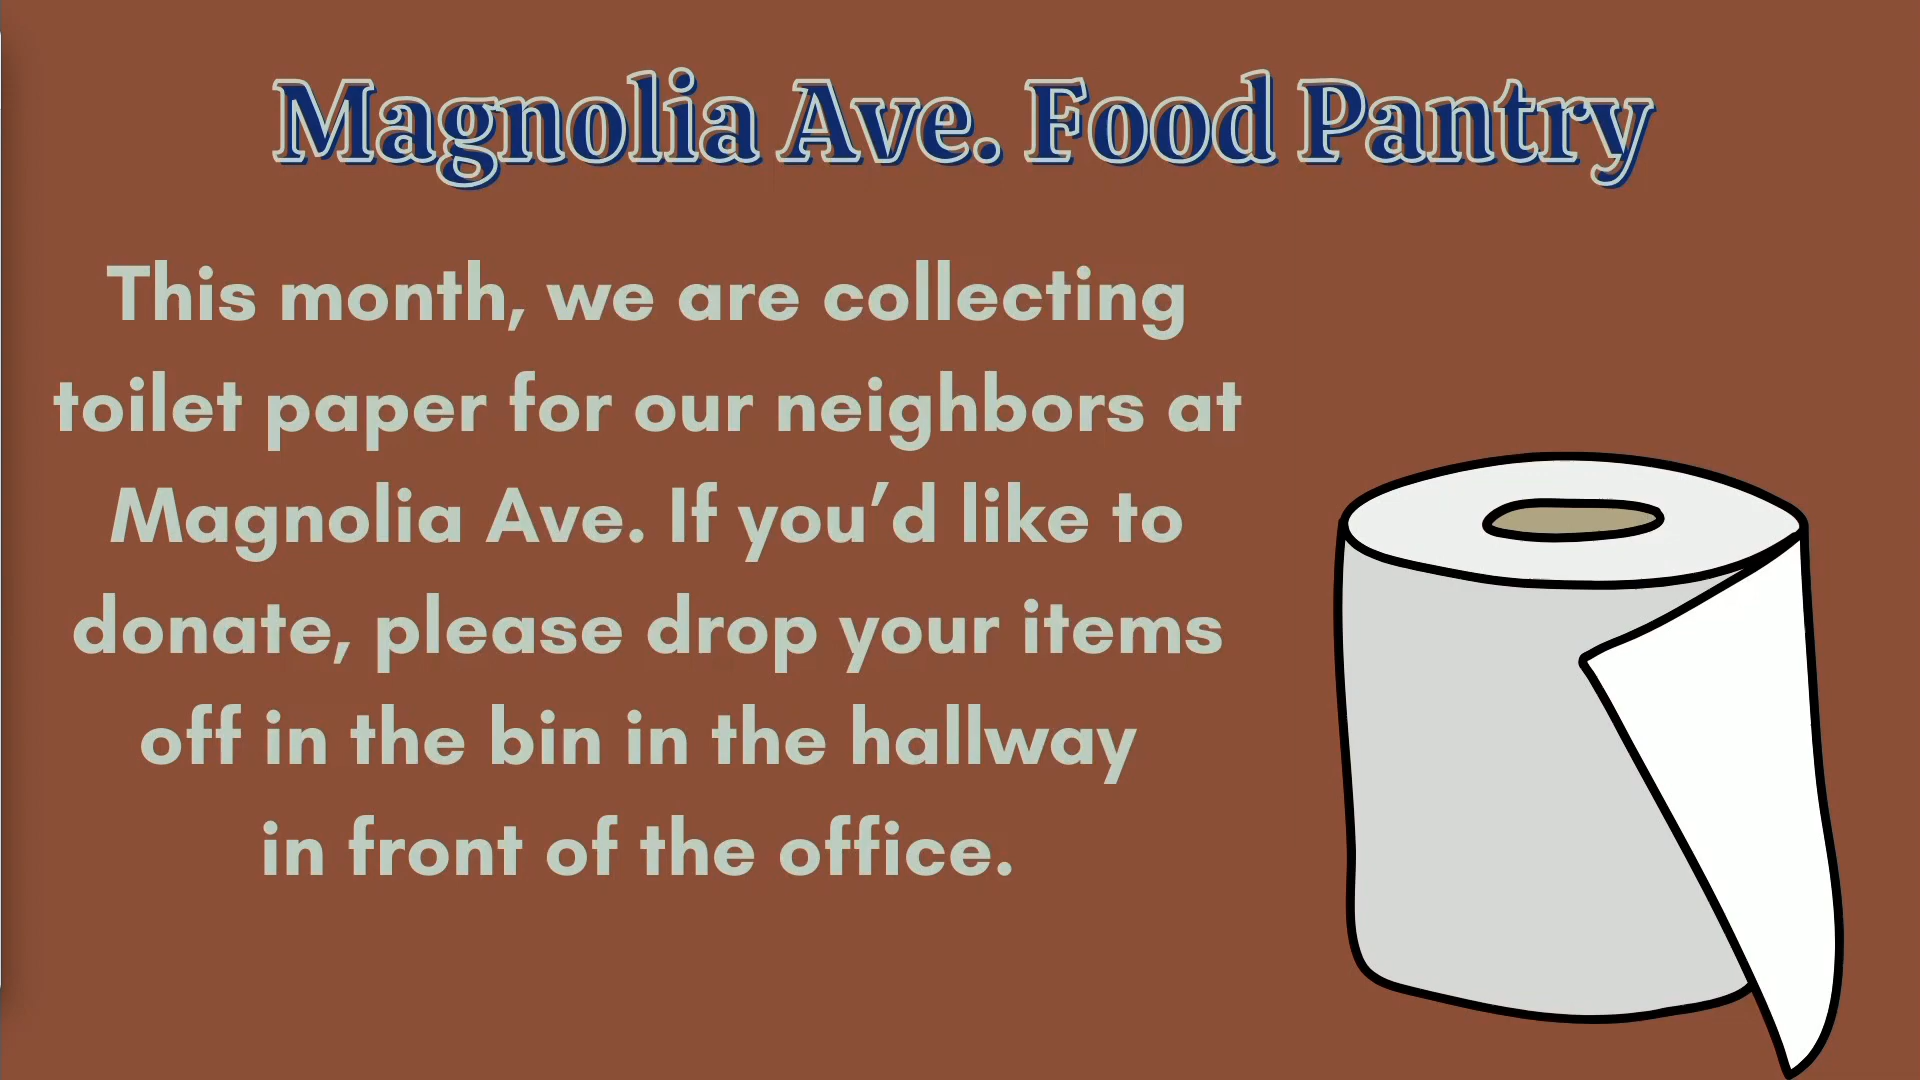 Magnolia Ave. Food Pantry
This month, we are collecting
toilet paper for our neighbors at
Magnolia Ave. If you’d like to
donate, please drop your items
off in the bin in the hallway
in front of the office.